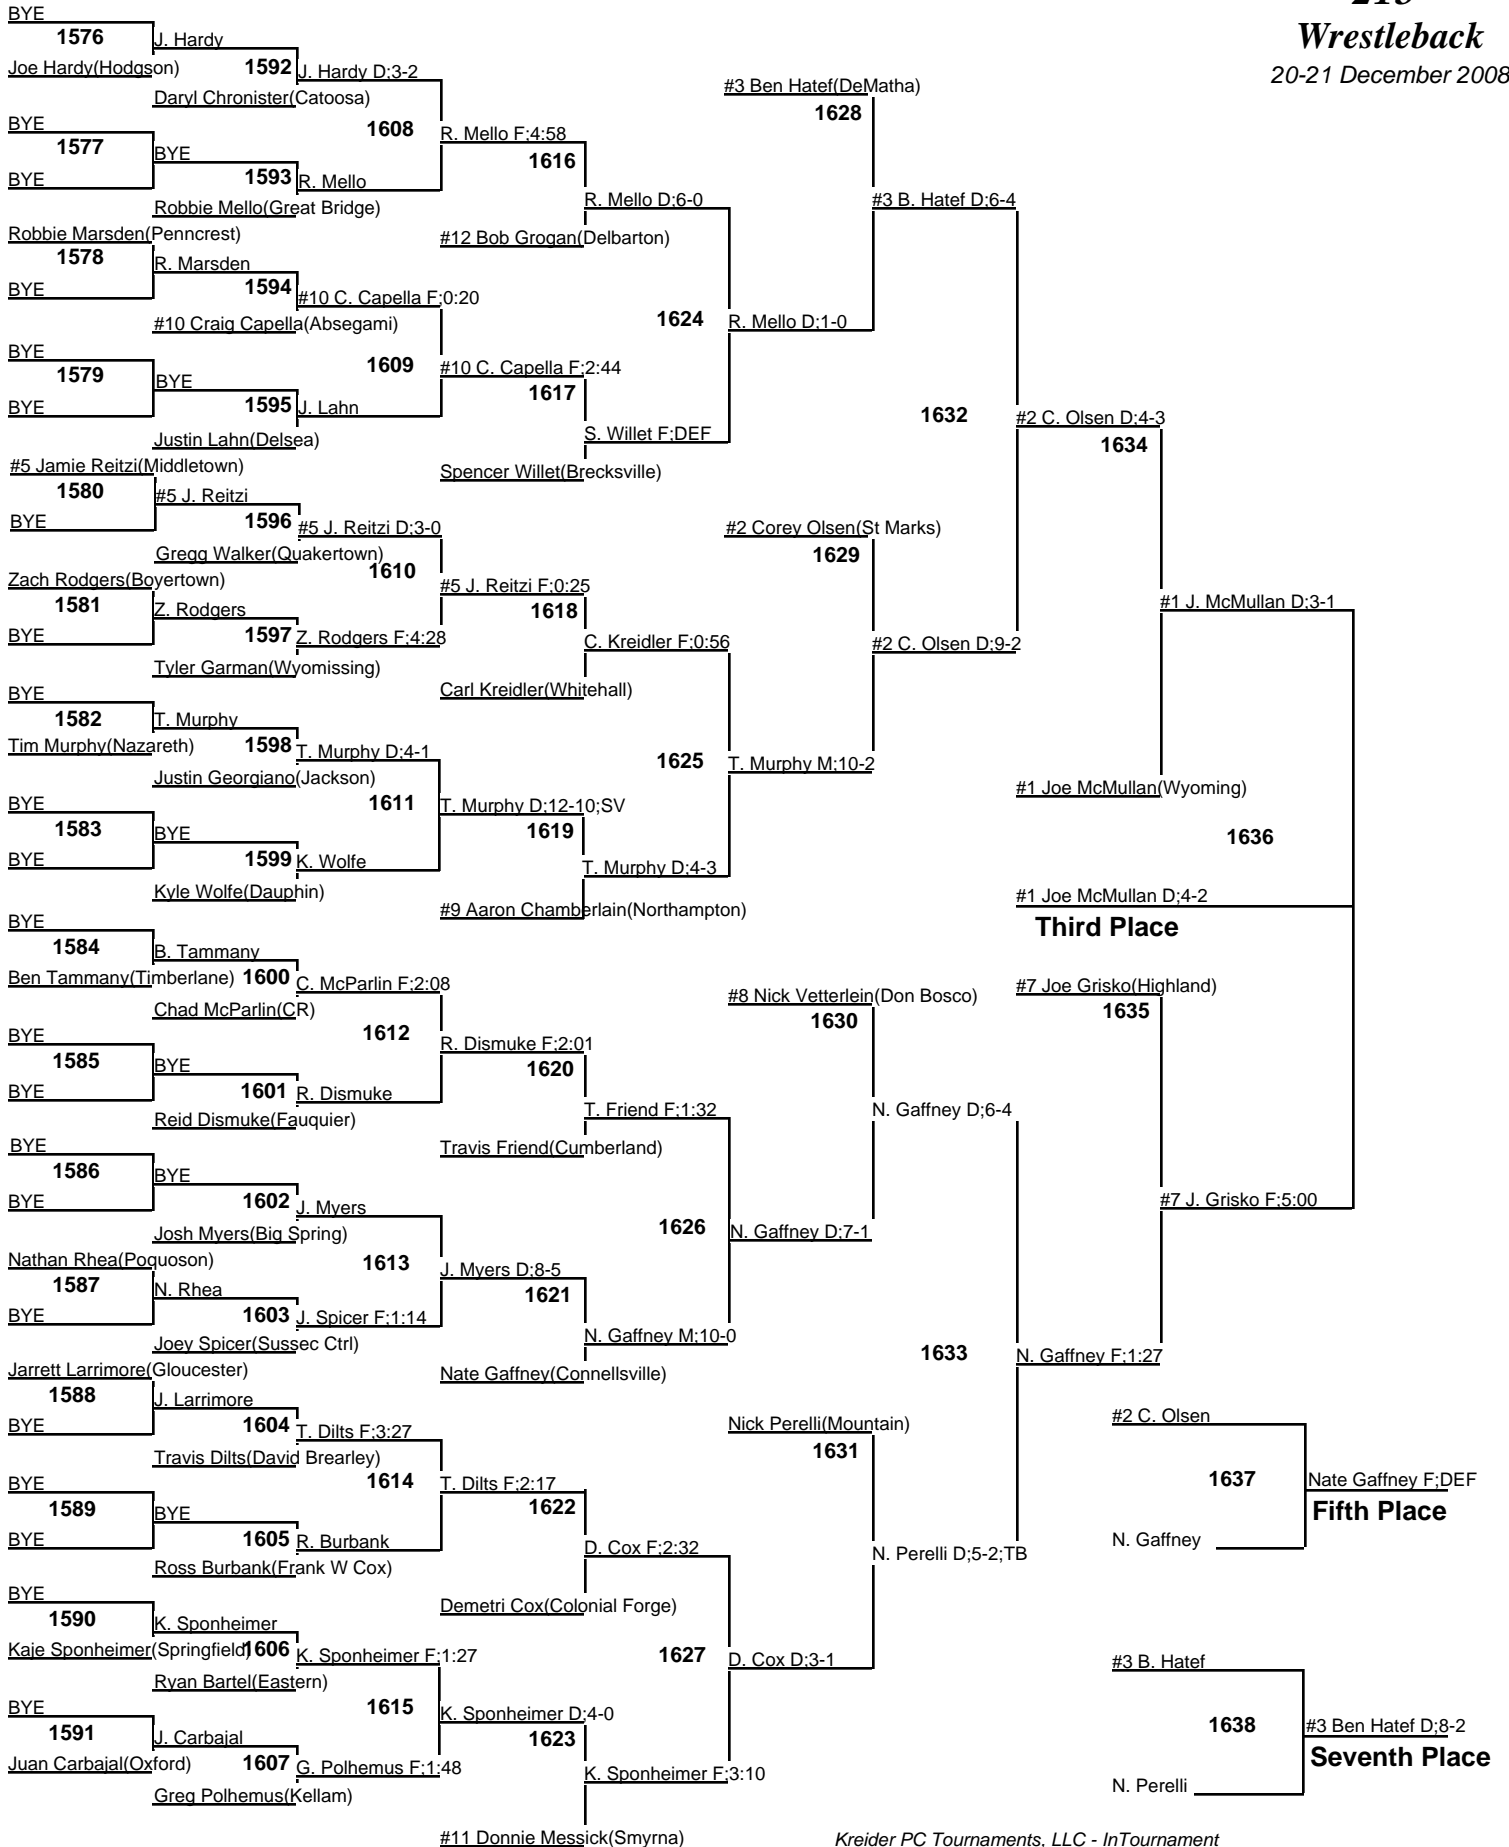 215
Wrestleback
20-21 December 2008
BYE
1576
J. Hardy
Joe Hardy(Hodgson)
1592
J. Hardy D;3-2
Daryl Chronister(Catoosa)
1608
BYE
1577
BYE
BYE
1593
R. Mello
Robbie Mello(Great Bridge)
R. Mello F;4:58
1616
R. Mello D;6-0
#12 Bob Grogan(Delbarton)
Robbie Marsden(Penncrest)
1578
R. Marsden
BYE
1594
#10 C. Capella F;0:20
#10 Craig Capella(Absegami)
1609
BYE
1579
BYE
BYE
1595
J. Lahn
Justin Lahn(Delsea)
#10 C. Capella F;2:44
1617
S. Willet F;DEF
Spencer Willet(Brecksville)
1624
R. Mello D;1-0
#3 Ben Hatef(DeMatha)
1628
#3 B. Hatef D;6-4
#5 Jamie Reitzi(Middletown)
1580
#5 J. Reitzi
BYE
1596
#5 J. Reitzi D;3-0
Gregg Walker(Quakertown)
1610
Zach Rodgers(Boyertown)
1581
Z. Rodgers
BYE
1597
Z. Rodgers F;4:28
Tyler Garman(Wyomissing)
#5 J. Reitzi F;0:25
1618
C. Kreidler F;0:56
Carl Kreidler(Whitehall)
BYE
1582
T. Murphy
Tim Murphy(Nazareth)
1598
T. Murphy D;4-1
Justin Georgiano(Jackson)
1611
BYE
1583
BYE
BYE
1599
K. Wolfe
Kyle Wolfe(Dauphin)
T. Murphy D;12-10;SV
1619
T. Murphy D;4-3
#9 Aaron Chamberlain(Northampton)
1625
T. Murphy M;10-2
#2 Corey Olsen(St Marks)
1629
#2 C. Olsen D;9-2
1632
#2 C. Olsen D;4-3
1634
#1 J. McMullan D;3-1
#1 Joe McMullan(Wyoming)
1636
#1 Joe McMullan D;4-2
Third Place
BYE
1584
B. Tammany
Ben Tammany(Timberlane)
1600
C. McParlin F;2:08
Chad McParlin(CR)
1612
BYE
1585
BYE
BYE
1601
R. Dismuke
Reid Dismuke(Fauquier)
R. Dismuke F;2:01
1620
T. Friend F;1:32
Travis Friend(Cumberland)
BYE
1586
BYE
BYE
1602
J. Myers
Josh Myers(Big Spring)
1613
Nathan Rhea(Poquoson)
1587
N. Rhea
BYE
1603
J. Spicer F;1:14
Joey Spicer(Sussec Ctrl)
J. Myers D;8-5
1621
N. Gaffney M;10-0
Nate Gaffney(Connellsville)
1626
N. Gaffney D;7-1
#8 Nick Vetterlein(Don Bosco)
1630
N. Gaffney D;6-4
#7 Joe Grisko(Highland)
1635
#7 J. Grisko F;5:00
Jarrett Larrimore(Gloucester)
1588
J. Larrimore
BYE
1604
T. Dilts F;3:27
Travis Dilts(David Brearley)
1614
BYE
1589
BYE
BYE
1605
R. Burbank
Ross Burbank(Frank W Cox)
T. Dilts F;2:17
1622
D. Cox F;2:32
Demetri Cox(Colonial Forge)
BYE
1590
K. Sponheimer
Kaje Sponheimer(Springfield)
1606
K. Sponheimer F;1:27
Ryan Bartel(Eastern)
1615
BYE
1591
J. Carbajal
Juan Carbajal(Oxford)
1607
G. Polhemus F;1:48
Greg Polhemus(Kellam)
K. Sponheimer D;4-0
1623
K. Sponheimer F;3:10
#11 Donnie Messick(Smyrna)
1627
D. Cox D;3-1
Nick Perelli(Mountain)
1631
N. Perelli D;5-2;TB
1633
N. Gaffney F;1:27
#2 C. Olsen
1637
Nate Gaffney F;DEF
Fifth Place
N. Gaffney
#3 B. Hatef
1638
#3 Ben Hatef D;8-2
Seventh Place
N. Perelli
Kreider PC Tournaments, LLC - InTournament